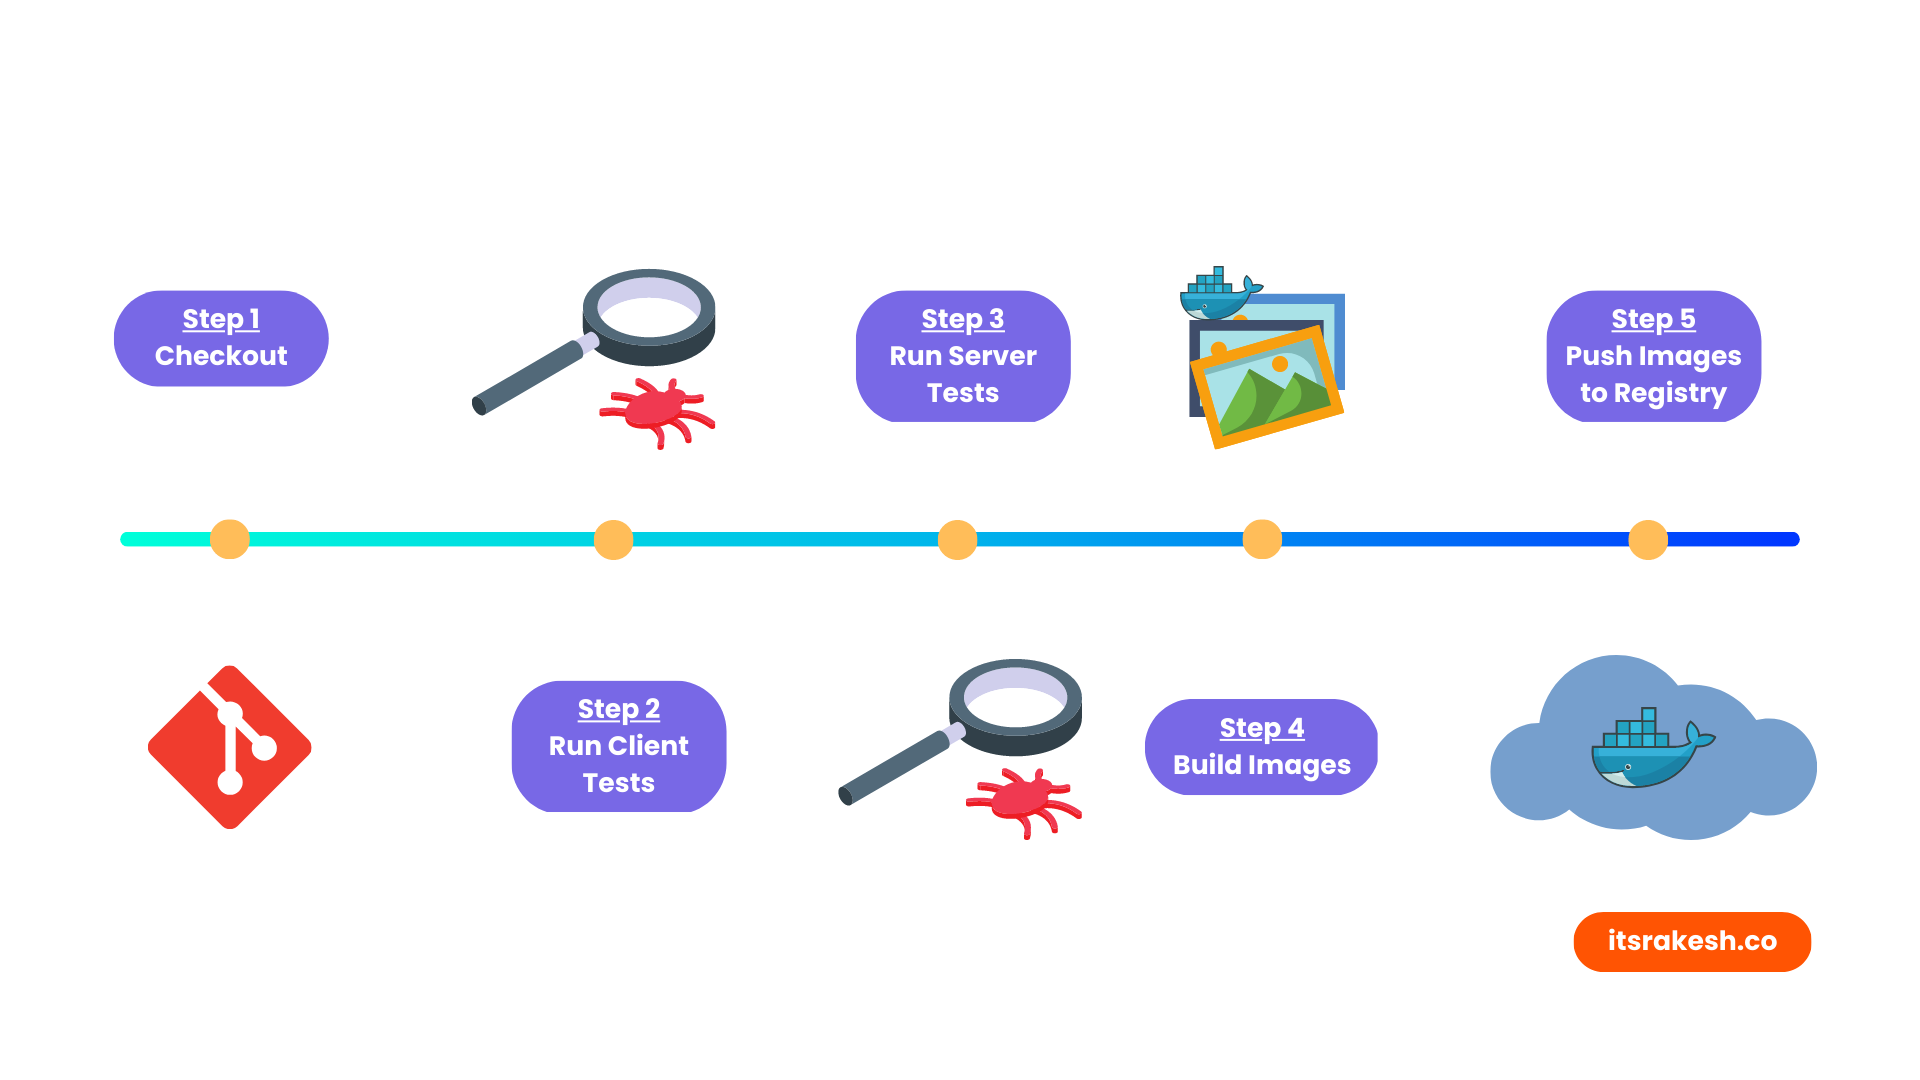 Step 1
Checkout
Step 2
Run Client
Tests
Step 3
Run Server
Tests
Step 4
Build Images
Step 5
Push Images
to Registry
itsrakesh.co